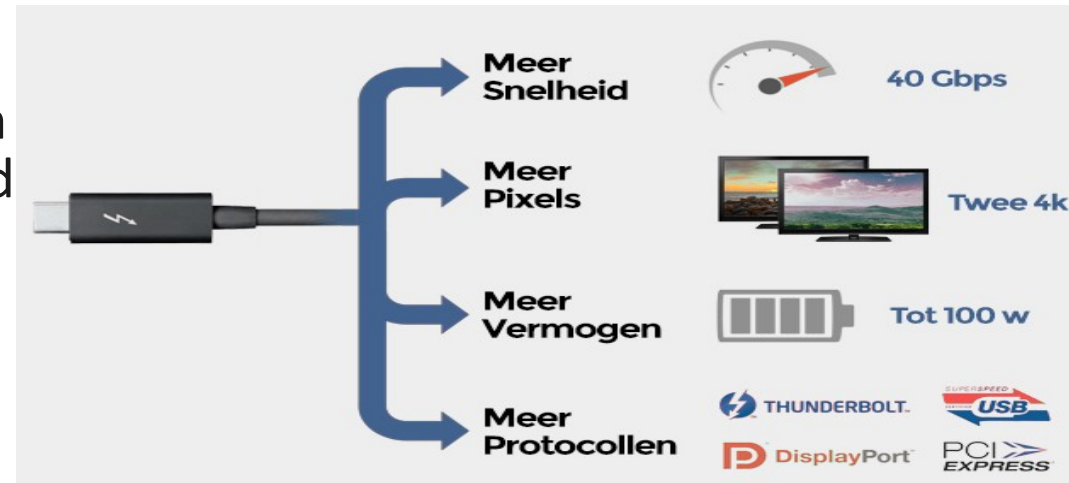 Meer
Snelheid
40 Gbps
n
d
Meer
Pixels
Twee 4k
Meer
Vermogen
Tot 100 w
Meer
Protocollen
THUNDERBOLT.
SUPERSPEED
USB
DisplayPort
PCI
EXPRESS